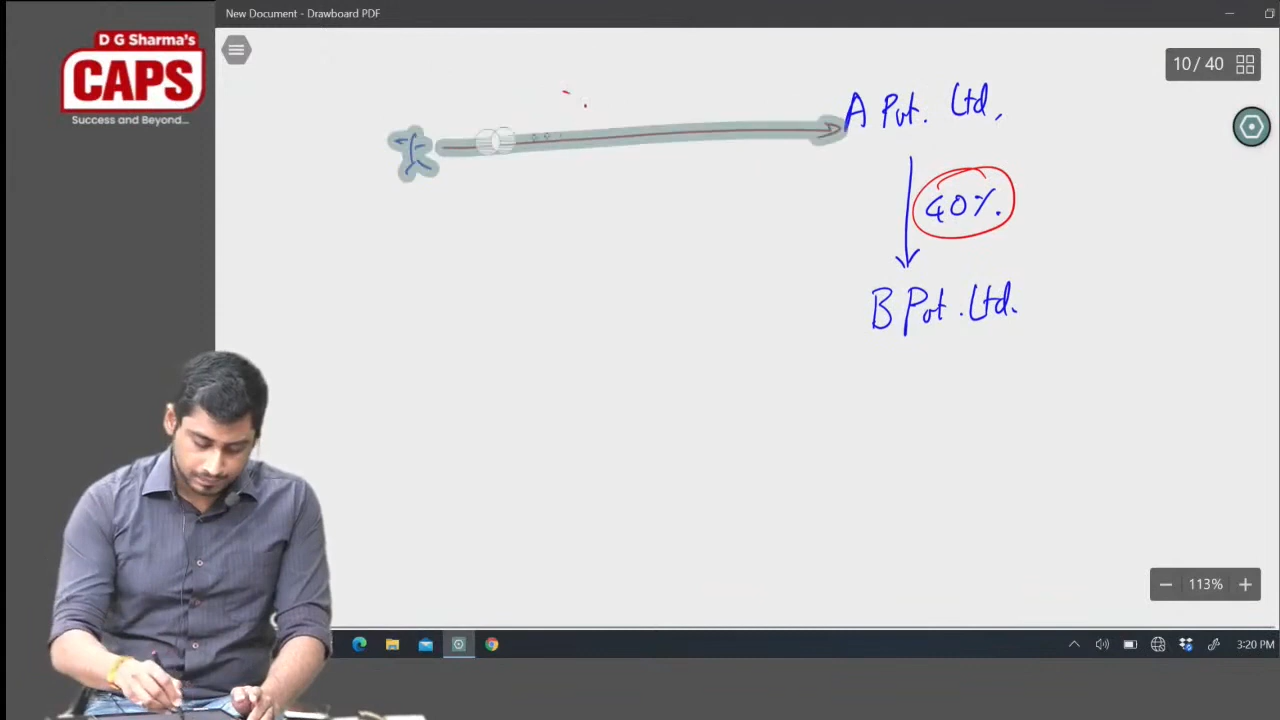 New Document - Drawboard PDF
D G Sharma's
CAPS
Success and Beyond...
10 / 40
A Pvt. Ltd.
40%.
B Pvt. Ltd.
113%
3:20 PM